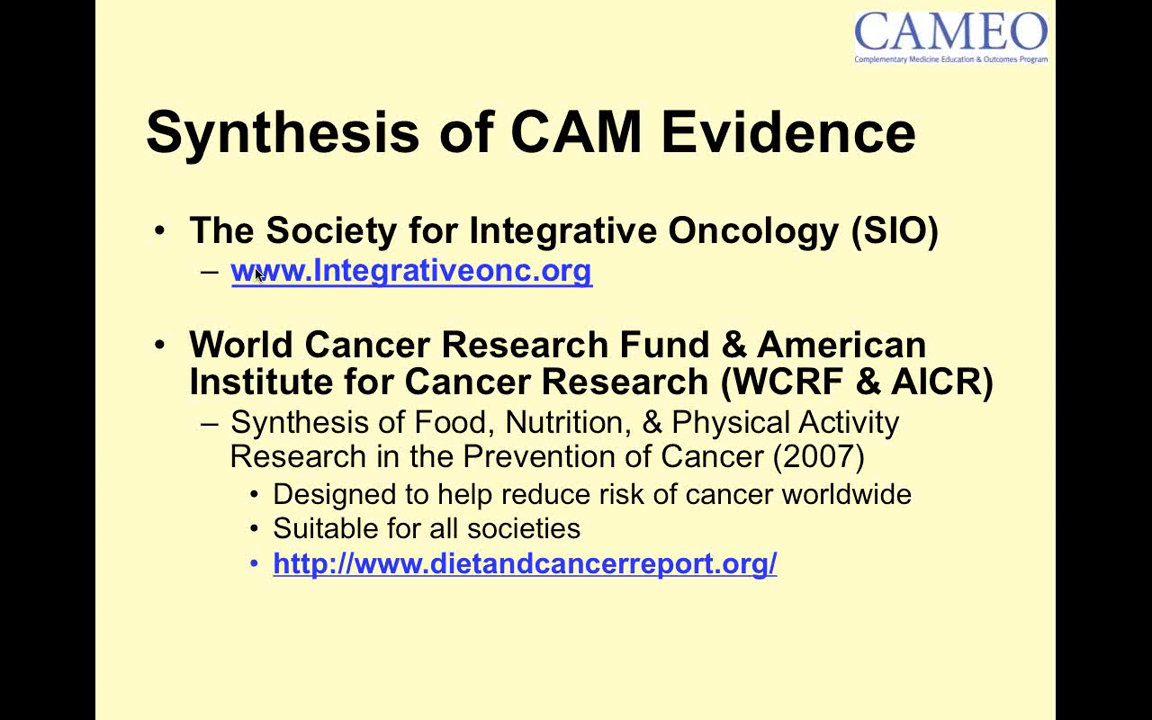 CAMEO
Complementary Medicine Education & Outcomes Program
Synthesis of CAM Evidence
• The Society for Integrative Oncology (SIO)
– www.Integrativeonc.org
• World Cancer Research Fund & American
Institute for Cancer Research (WCRF & AICR)
– Synthesis of Food, Nutrition, & Physical Activity
Research in the Prevention of Cancer (2007)
• Designed to help reduce risk of cancer worldwide
• Suitable for all societies
• http://www.dietandcancerreport.org/